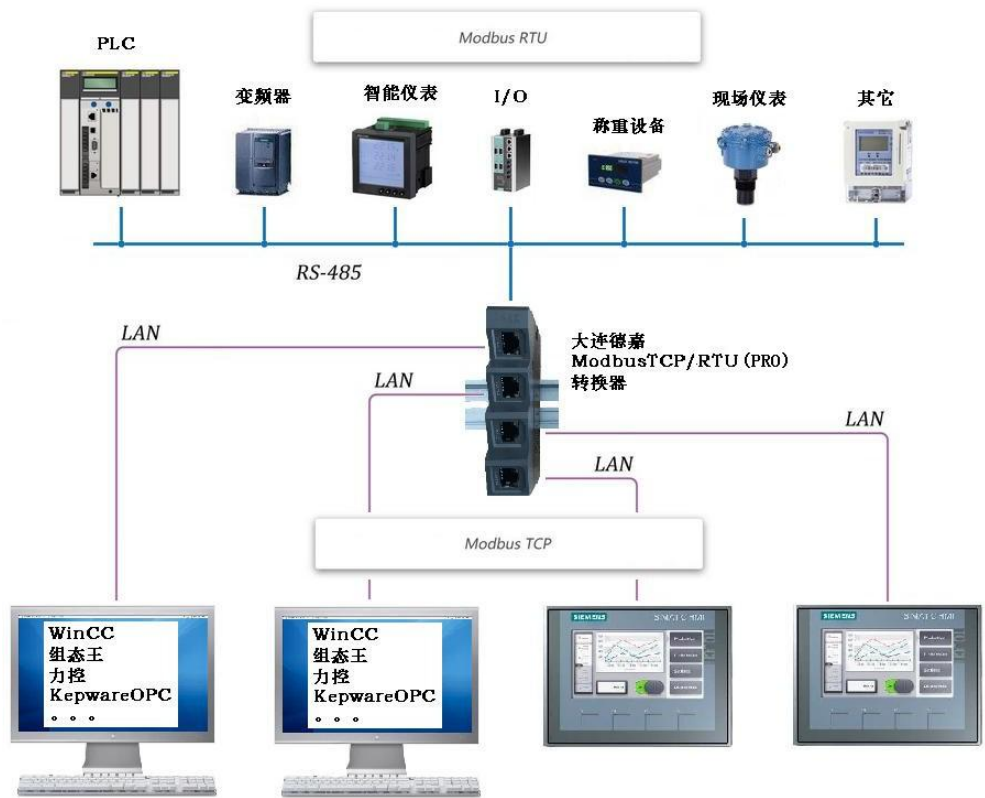 Modbus RTU
PLC
变频器
智能仪表
I/O
称重设备
现场仪表
其它
RS-485
LAN
大连德嘉
ModbusTCP/RTU(PRO)
转换器
LAN
LAN
LAN
Modbus TCP
WinCC
组态王
力控
KepwareOPC
。。。
WinCC
组态王
力控
KepwareOPC
。。。
SIEMENS
SIMATIC HMI
SIEMENS
SIMATIC HMI